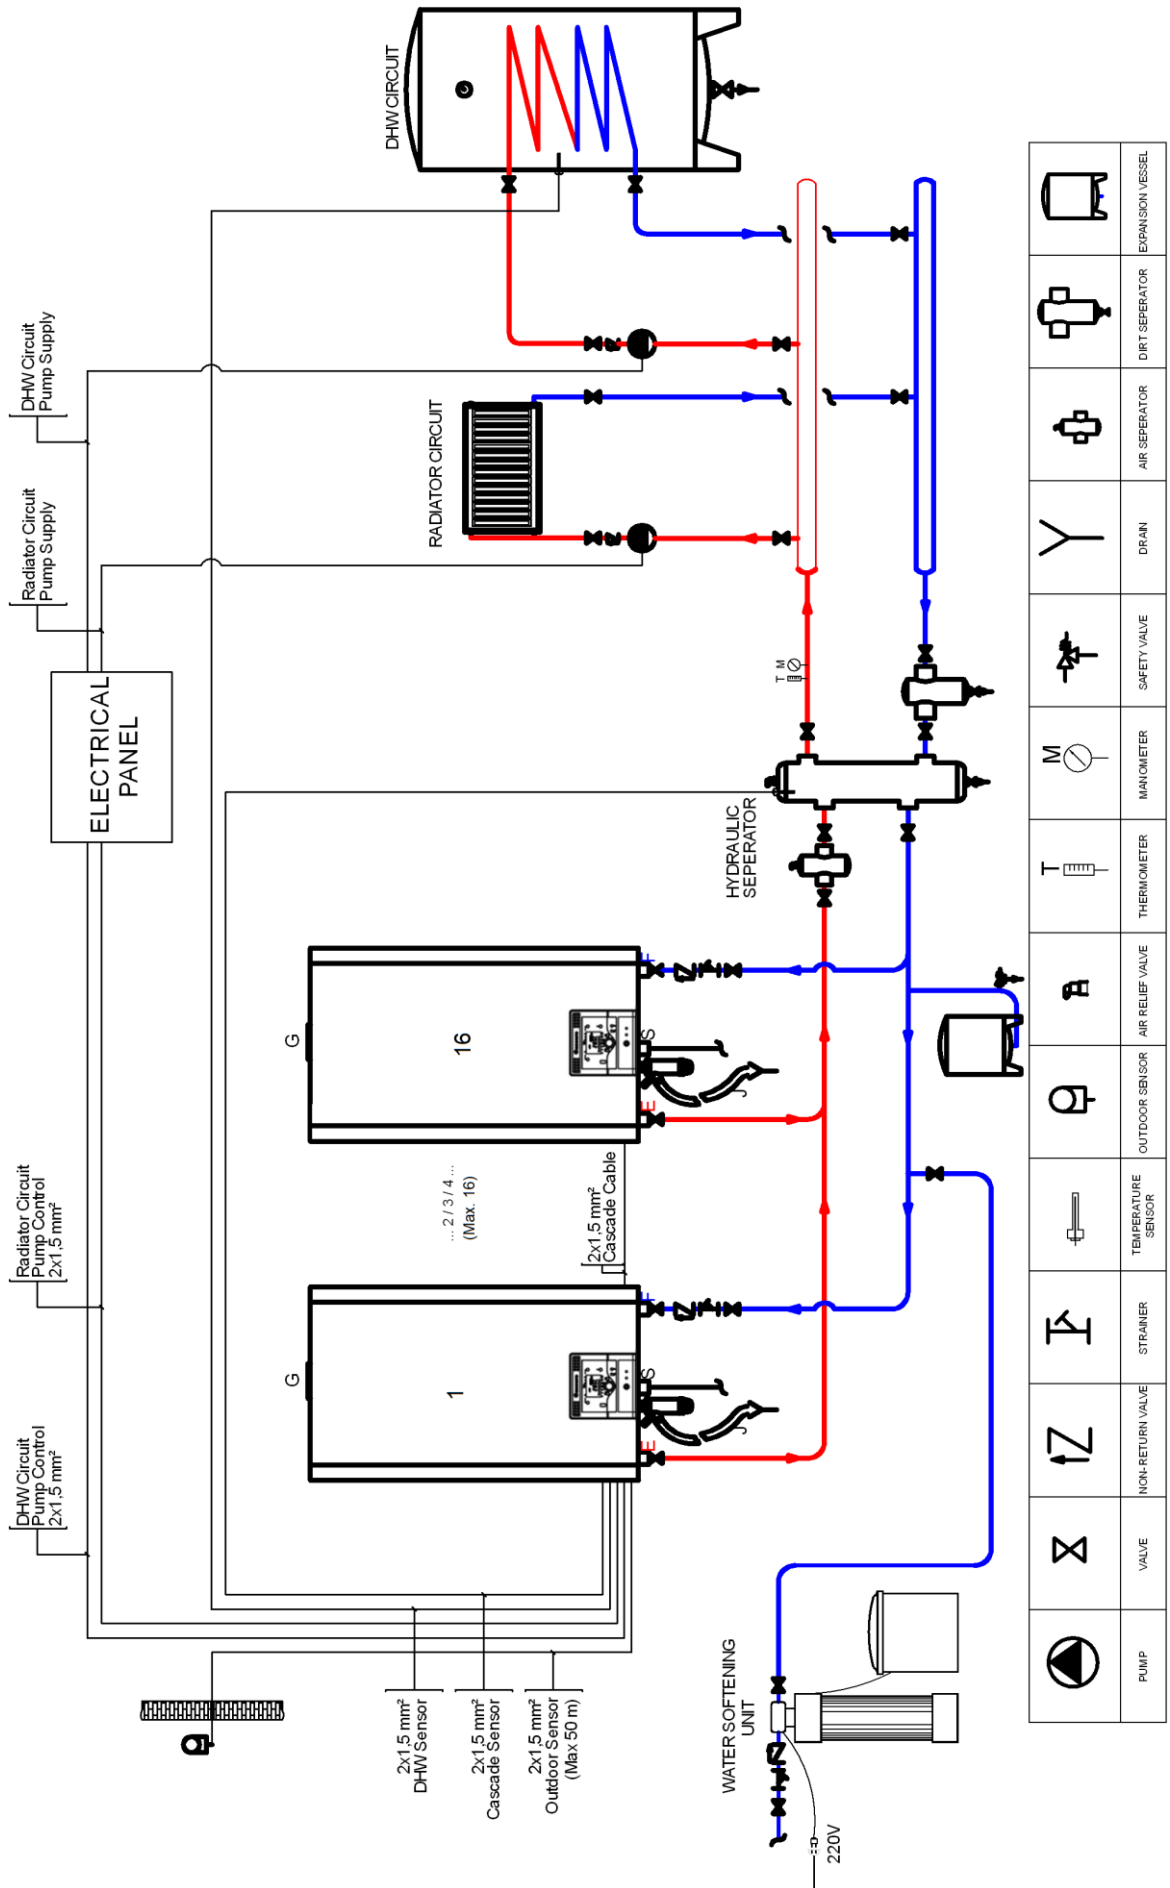 DHW Circuit
Pump Control
2x1,5 mm²
Radiator Circuit
Pump Control
2x1,5 mm²
ELECTRICAL
PANEL
Radiator Circuit
Pump Supply
DHW Circuit
Pump Supply
2x1,5 mm²
DHW Sensor
2x1,5 mm²
Cascade Sensor
2x1,5 mm²
Outdoor Sensor
(Max 50 m)
G
1
E
S
F
J
... 2 / 3 / 4 ...
(Max. 16)
2x1,5 mm²
Cascade Cable
G
16
E
S
F
J
HYDRAULIC
SEPERATOR
T M
RADIATOR CIRCUIT
DHW CIRCUIT
WATER SOFTENING
UNIT
220V
T
M
PUMP
VALVE
NON-RETURN VALVE
STRAINER
TEMPERATURE
SENSOR
OUTDOOR SENSOR
AIR RELIEF VALVE
THERMOMETER
MANOMETER
SAFETY VALVE
DRAIN
AIR SEPERATOR
DIRT SEPERATOR
EXPANSION VESSEL